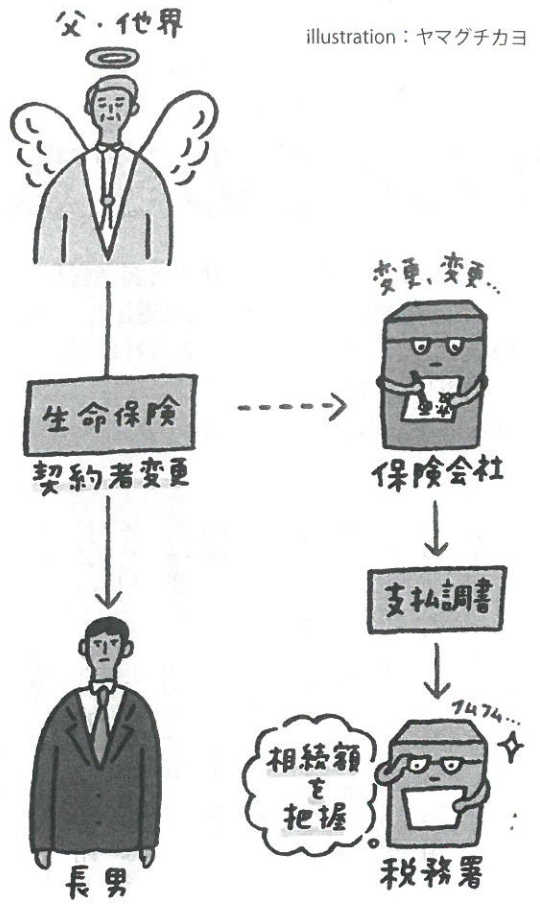 父・他界
illustration：ヤマグチカヨ
変更、変更…
生命保険
契約者変更
保険会社
支払調書
フムフム…
相続額
を
把握
長男
税務署